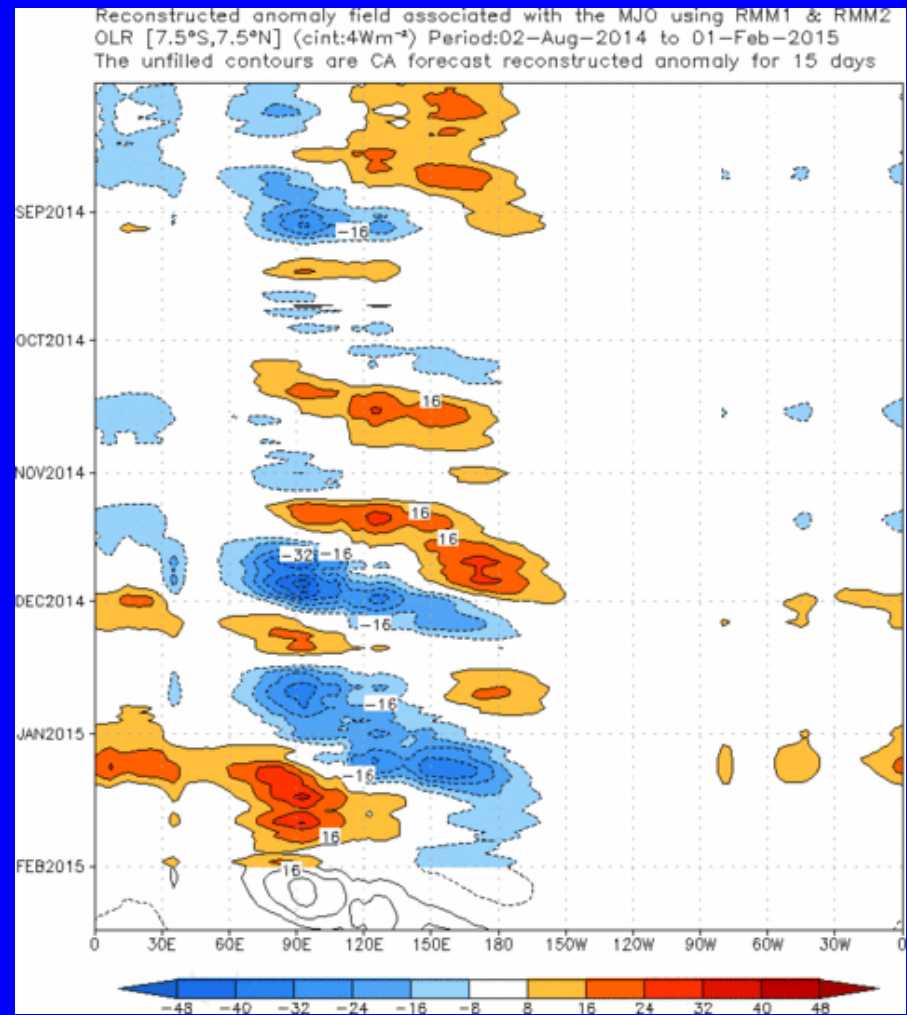 Reconstructed anomaly field associated with the MJO using RMM1 & RMM2
OLR [7.5°S,7.5°N] (cint:4Wm⁻²) Period:02-Aug-2014 to 01-Feb-2015
The unfilled contours are CA forecast reconstructed anomaly for 15 days
SEP2014
-16
OCT2014
16
NOV2014
16
16
-32 -16
DEC2014
-16
-16
JAN2015
-16
16
FEB2015
16
0 30E 60E 90E 120E 150E 180 150W 120W 90W 60W 30W 0
-48 -40 -32 -24 -16 -8 8 16 24 32 40 48